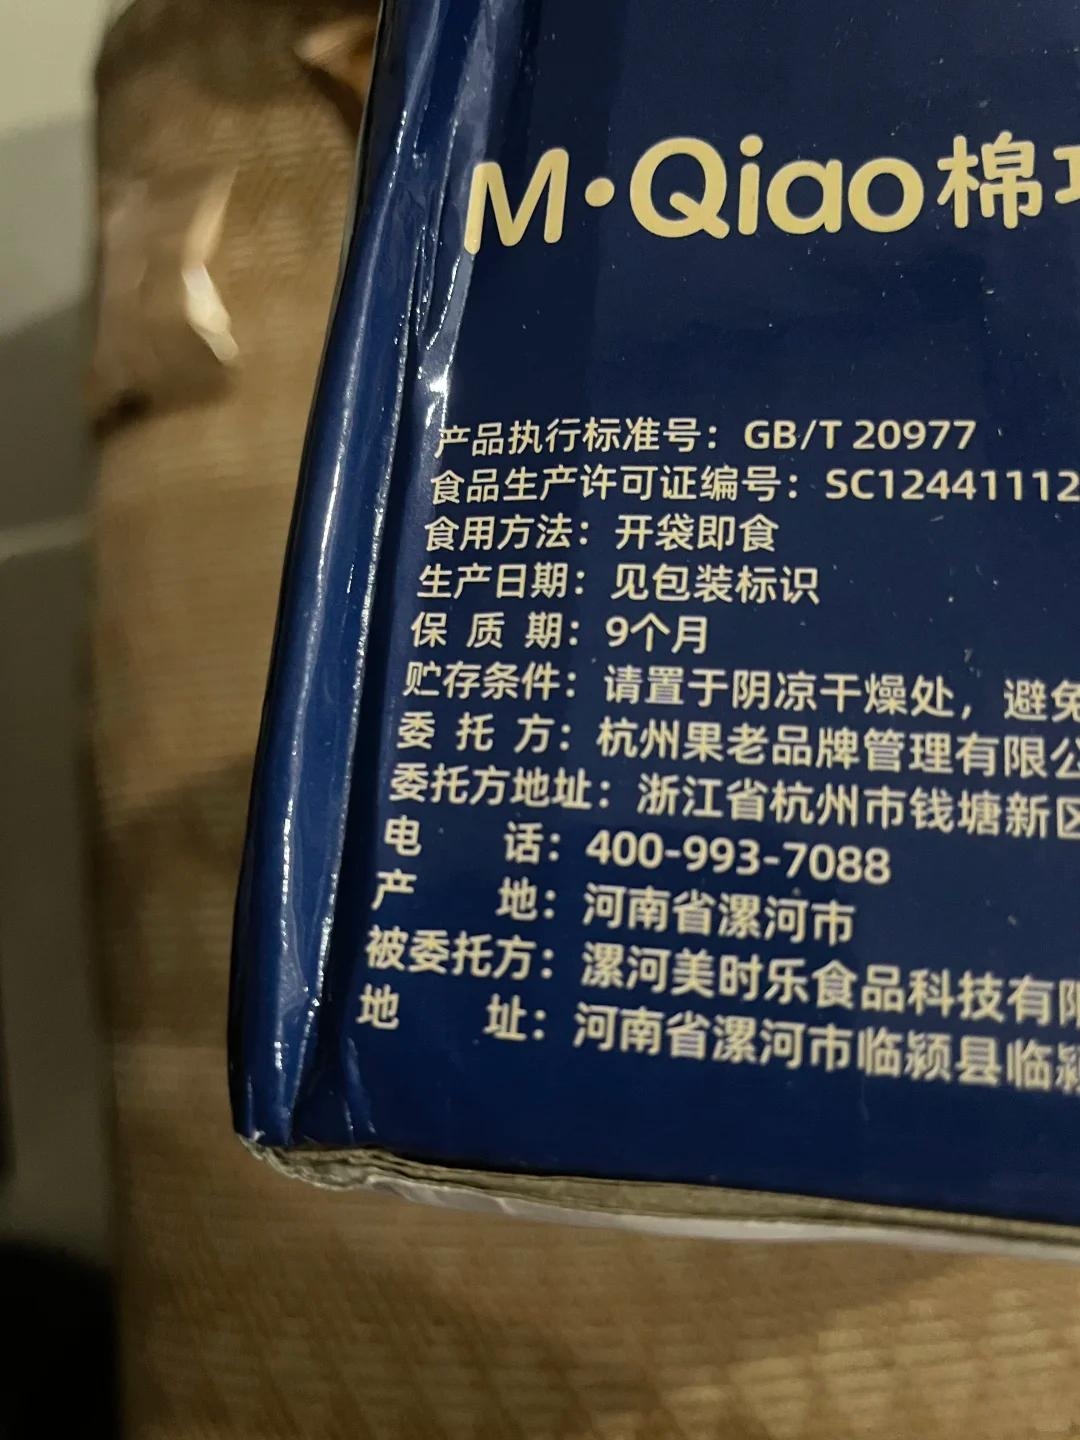 M·Qiao棉
产品执行标准号：GB/T 20977
食品生产许可证编号：SC12441112
食用方法：开袋即食
生产日期：见包装标识
保质期：9个月
贮存条件：请置于阴凉干燥处，避免
委托方：杭州果老品牌管理有限公
委托方地址：浙江省杭州市钱塘新区
电话：400-993-7088
产地：河南省漯河市
被委托方：漯河美时乐食品科技有限
地址：河南省漯河市临颍县临颍